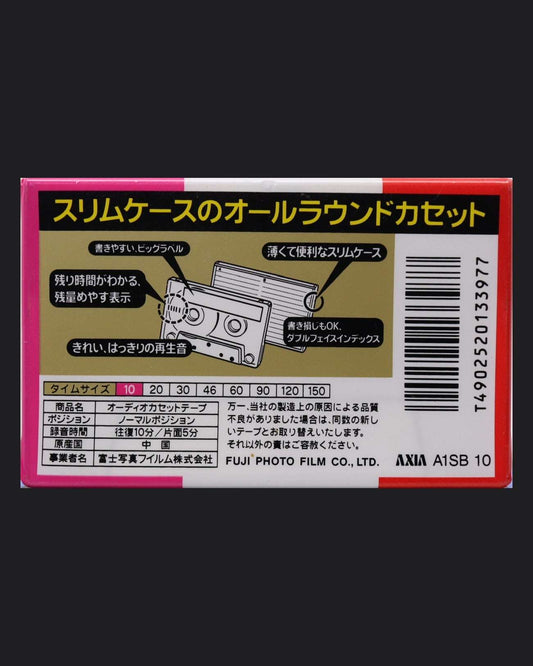 スリムケースのオールラウンドカセット
書きやすい、ビックラベル
薄くて便利なスリムケース
残り時間がわかる、
残量めやす表示
書き損じもOK、
ダブルフェイスインデックス
きれい、はっきりの再生音
T4902520133977
タイムサイズ 10 20 30 46 60 90 120 150
商品名 オーディオカセットテープ
ポジション ノーマルポジション
録音時間 往復10分/片面5分
原産国 中国
事業者名 富士写真フイルム株式会社
万一、当社の製造上の原因による品質
不良がありました場合は、同数の新し
いテープとお取り替えいたします。
それ以外の責はご容赦ください。
FUJI PHOTO FILM CO., LTD.
AXIA A1SB 10